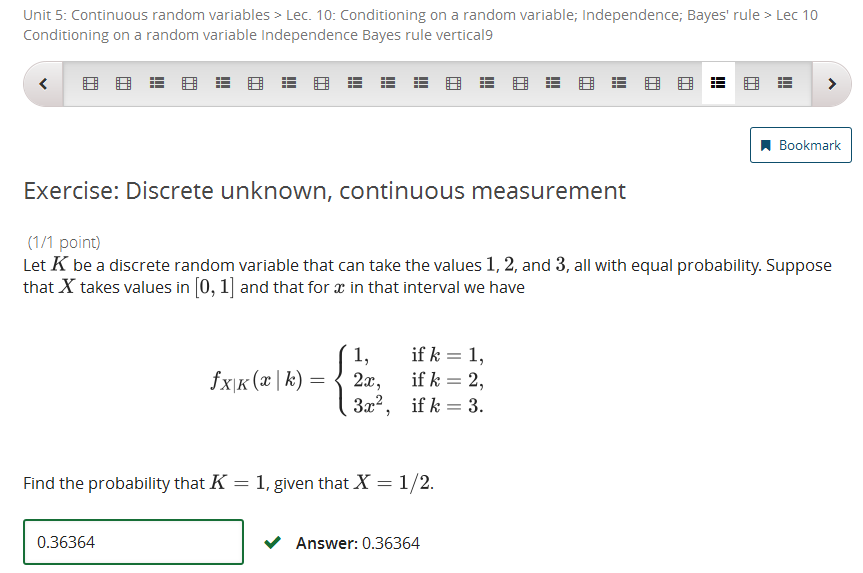 Unit 5: Continuous random variables > Lec. 10: Conditioning on a random variable; Independence; Bayes' rule > Lec 10
Conditioning on a random variable Independence Bayes rule vertical9
Bookmark
Exercise: Discrete unknown, continuous measurement
(1/1 point)
Let K be a discrete random variable that can take the values 1, 2, and 3, all with equal probability. Suppose
that X takes values in [0, 1] and that for x in that interval we have
1, if k = 1,
f_{X|K}(x | k) = { 2x, if k = 2,
3x², if k = 3.
Find the probability that K = 1, given that X = 1/2.
0.36364 Answer: 0.36364